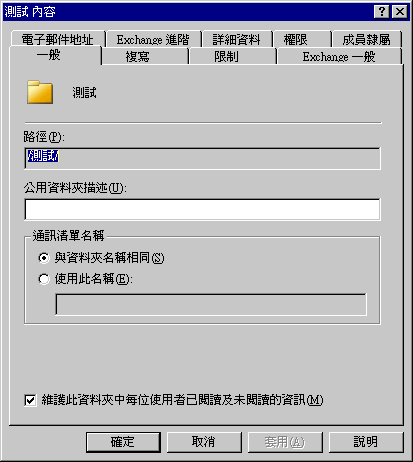 測試 內容
電子郵件地址 Exchange 進階 詳細資料 權限 成員隸屬
一般 複寫 限制 Exchange 一般
測試
路徑(P):
/測試/
公用資料夾描述(U):
通訊清單名稱
與資料夾名稱相同(S)
使用此名稱(E):
維護此資料夾中每位使用者已閱讀及未閱讀的資訊(M)
確定 取消 套用(A) 說明